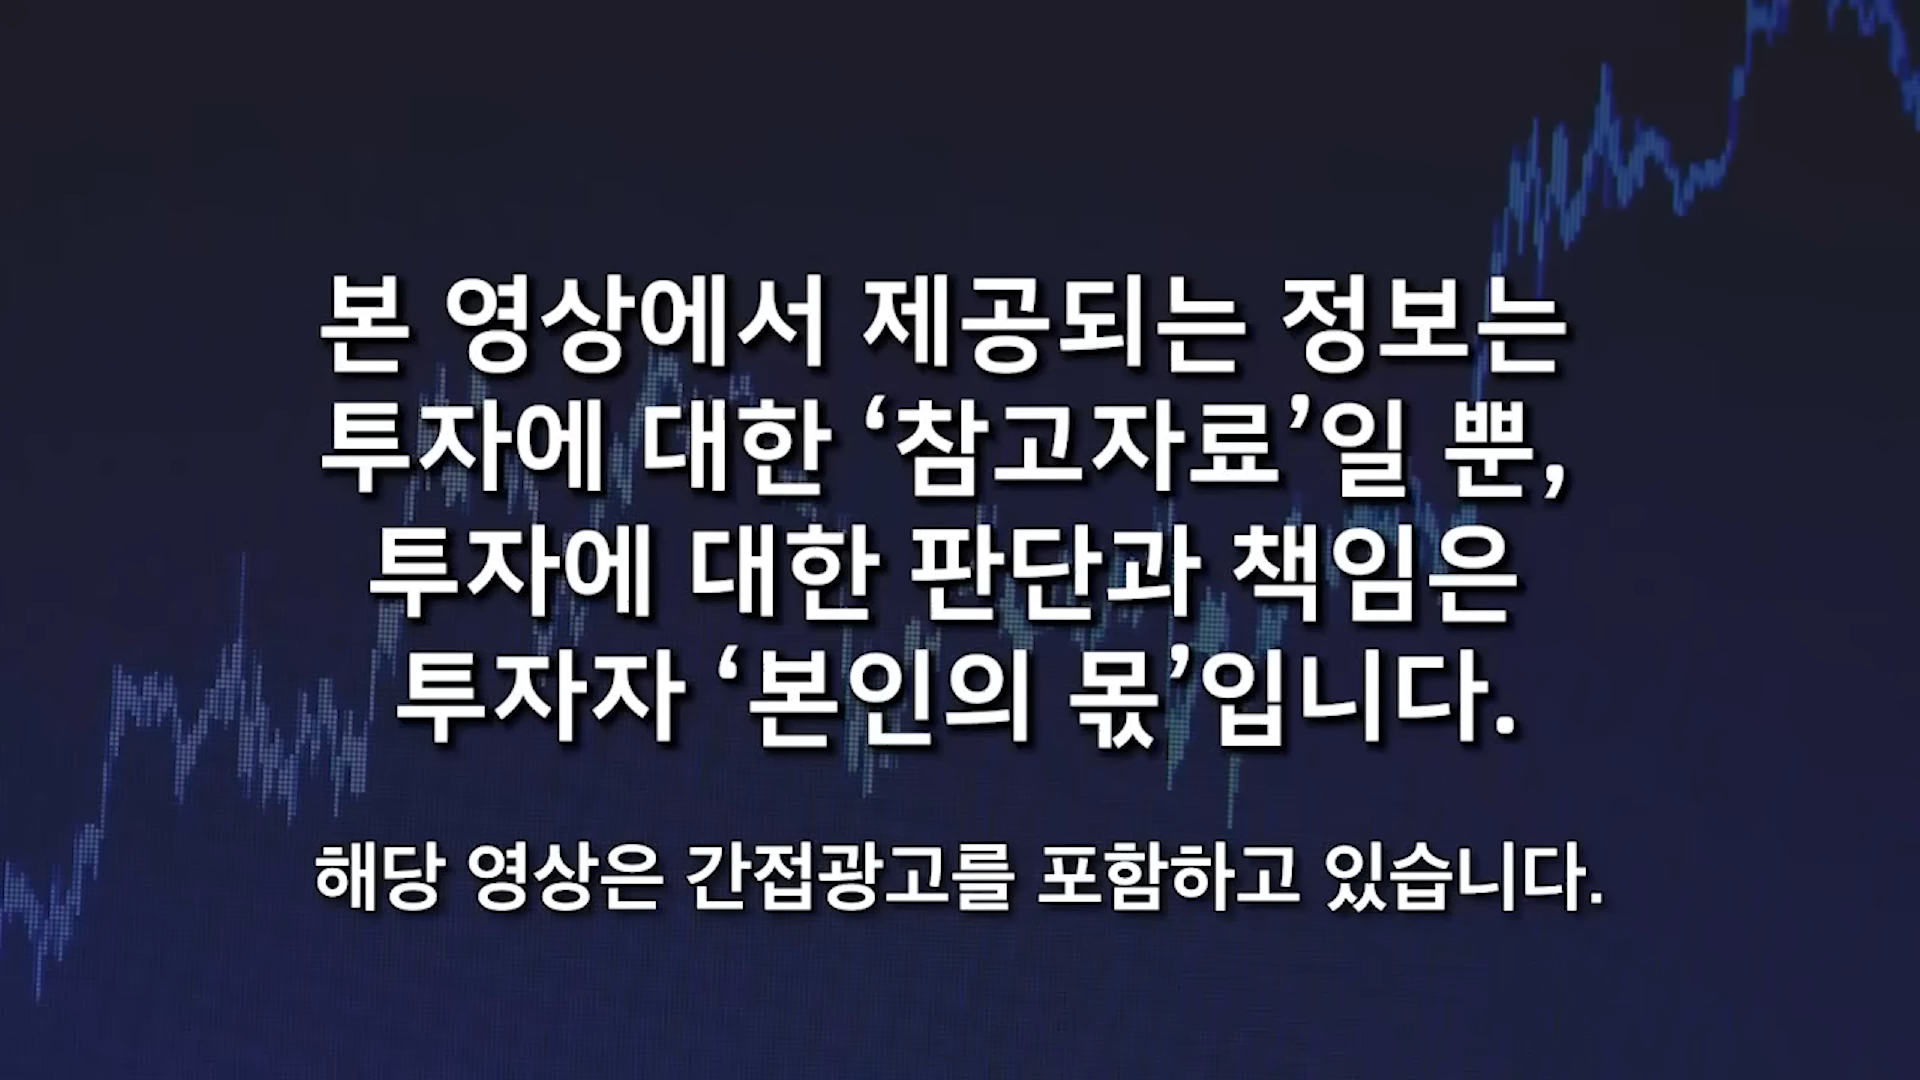 본 영상에서 제공되는 정보는
투자에 대한 ‘참고자료’일 뿐,
투자에 대한 판단과 책임은
투자자 ‘본인의 몫’입니다.
해당 영상은 간접광고를 포함하고 있습니다.